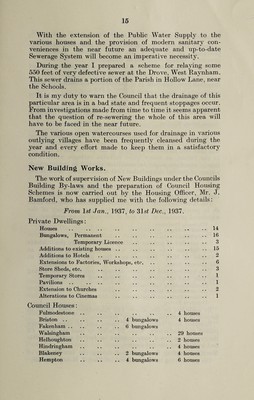 15
With the extension of the Public Water Supply to the
various houses and the provision of modern sanitary con-
veniences in the near future an adequate and up-to-date
Sewerage System will become an imperative necessity.
During the year I prepared a scheme for relaying some
550 feet of very defective sewer at the Drove, West Raynham.
This sewer drains a portion of the Parish in Hollow Lane, near
the Schools.
It is my duty to warn the Council that the drainage of this
particular area is in a bad state and frequent stoppages occur.
From investigations made from time to time it seems apparent
that the question of re-sewering the whole of this area will
have to be faced in the near future.
The various open watercourses used for drainage in various
outlying villages have been frequently cleansed during the
year and every effort made to keep them in a satisfactory
condition.
New Building Works.
The work of supervision of New Buildings under the Councils
Building By-laws and the preparation of Council Housing
Schemes is now carried out by the Housing Officer, Mr. J.
Bamford, who has supplied me with the following details:
From 1st Jan., 1937, to 31st Dec., 1937.
Private Dwellings:
Houses .. .. .. .. .. .. .. .. 14
Bungalows, Permanent .. .. .. .. .. .. 16
Temporary Licence .. .. .. .. .. 3
Additions to existing houses .. .. .. .. .. .. 15
Additions to Hotels .. .. .. .. .. .. .. 2
Extensions to Factories, Workshops, etc. .. .. .. .. 6
Store Sheds, etc. .. .. .. .. .. .. .. 3
Temporary Stores .. .. .. .. .. .. .. 1
Pavilions .. .. .. .. .. .. .. .. 1
Extension to Churches .. .. .. .. .. .. 2
Alterations to Cinemas .. .. .. .. .. .. 1
Council Houses:
Fulmodestone .. .. .. .. .. 4 houses
Briston .. .. .. 4 bungalows 4 houses
Fakenham .. .. .. 6 bungalows
Walsingham .. .. .. .. .. 29 houses
Helhoughton .. .. .. .. .. 2 houses
Hindringham .. .. .. .. .. 4 houses
Blakeney .. .. 2 bungalows 4 houses
Hempton .. .. 4 bungalows 6 houses